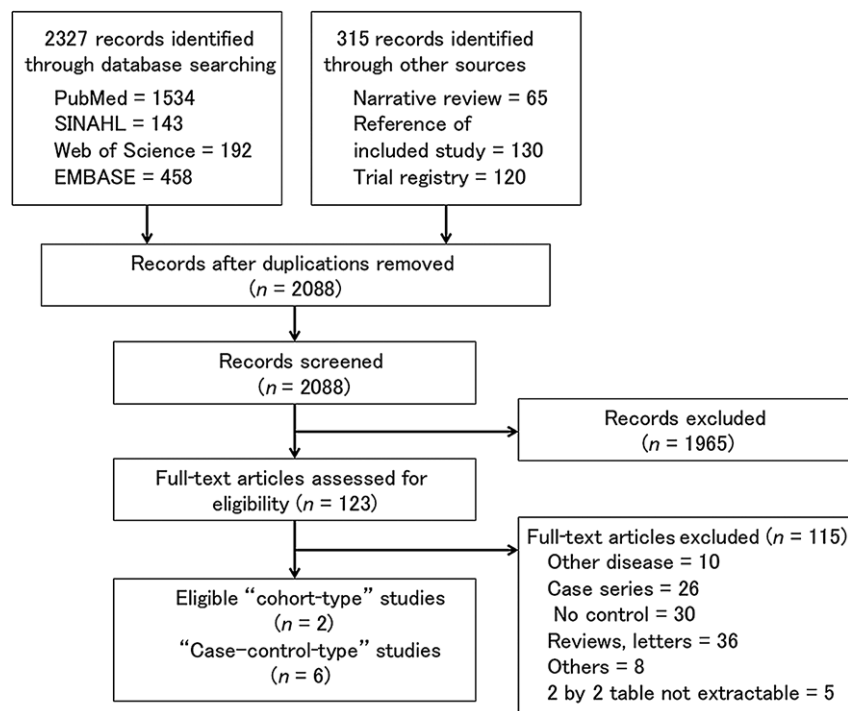 2327 records identified
through database searching
PubMed = 1534
SINAHL = 143
Web of Science = 192
EMBASE = 458
315 records identified
through other sources
Narrative review = 65
Reference of
included study = 130
Trial registry = 120
Records after duplications removed
(n = 2088)
Records screened
(n = 2088)
Records excluded
(n = 1965)
Full-text articles assessed for
eligibility (n = 123)
Full-text articles excluded (n = 115)
Other disease = 10
Case series = 26
No control = 30
Reviews, letters = 36
Others = 8
2 by 2 table not extractable = 5
Eligible “cohort-type” studies
(n = 2)
“Case-control-type” studies
(n = 6)